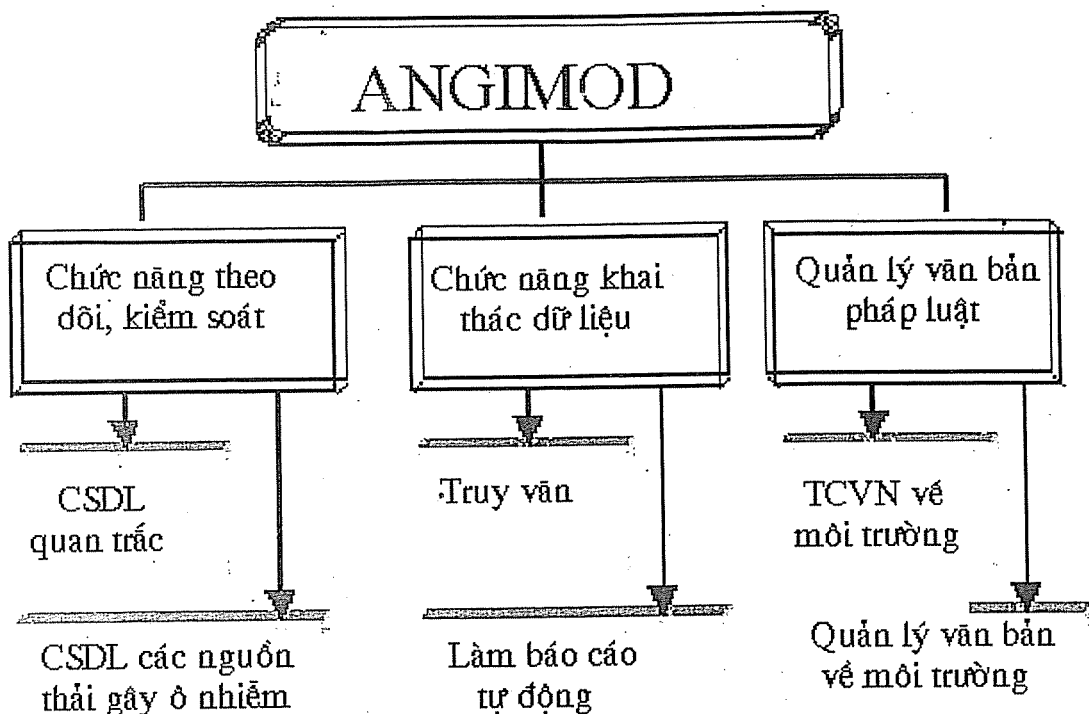 ANGIMOD
Chức năng theo
dõi, kiểm soát
Chức năng khai
thác dữ liệu
Quản lý văn bản
pháp luật
CSDL
quan trắc
Truy vấn
TCVN về
môi trường
CSDL các nguồn
thải gây ô nhiễm
Làm báo cáo
tự động
Quản lý văn bản
về môi trường